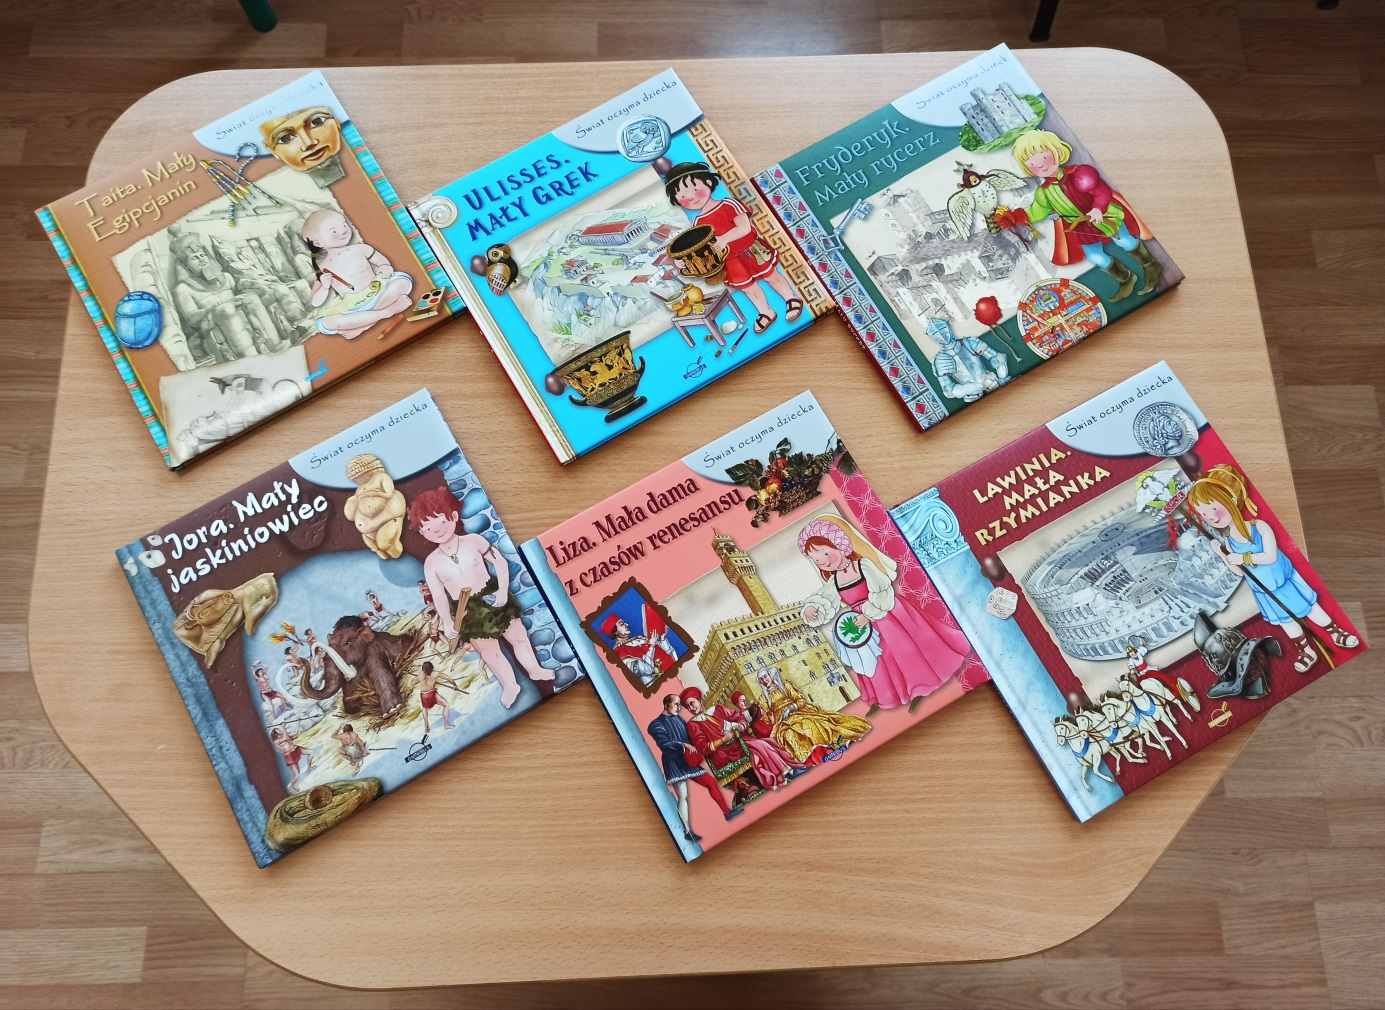 Świat oczyma dziecka
Taita. Mały
Egipcjanin
Świat oczyma dziecka
ULISSES.
MAŁY GREK
Świat oczyma dziecka
Fryderyk.
Mały rycerz
Świat oczyma dziecka
Jora. Mały
jaskiniowiec
Świat oczyma dziecka
Liza. Mała dama
z czasów renesansu
Świat oczyma dziecka
LAWINIA.
MAŁA
RZYMIANKA